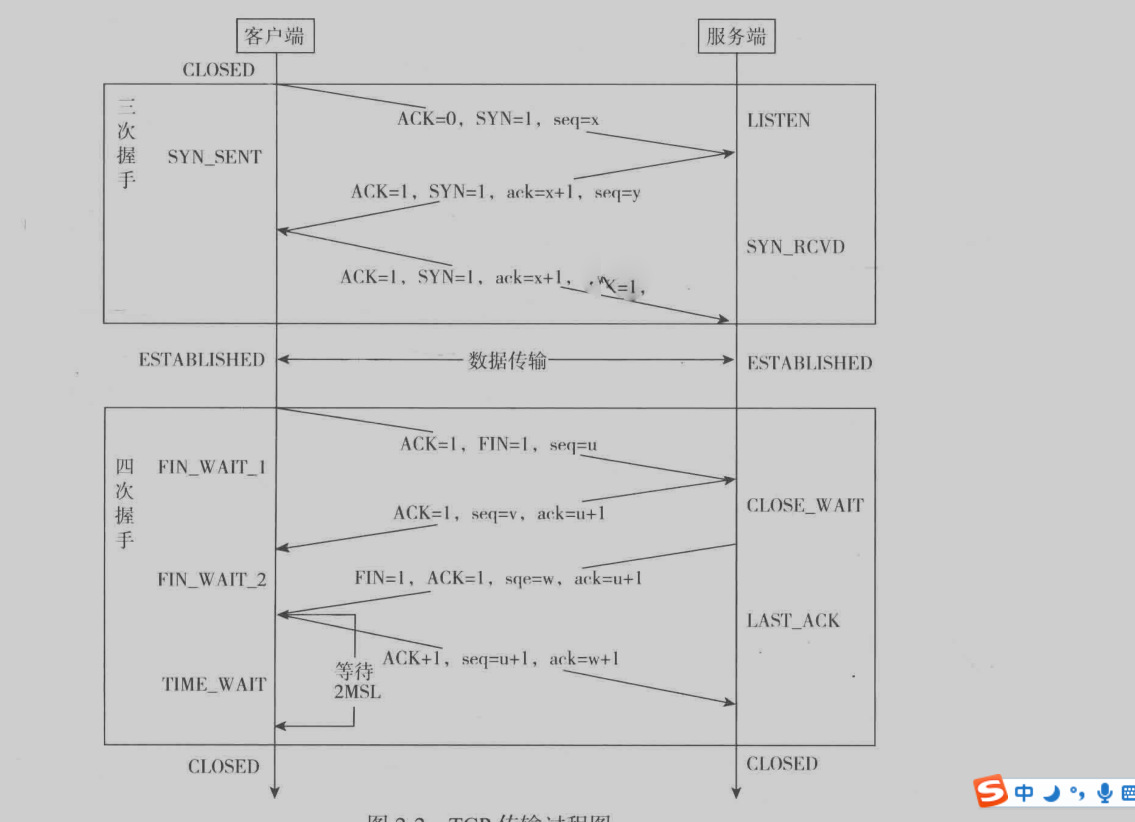 客户端
服务端
CLOSED
三次握手
ACK=0, SYN=1, seq=x
LISTEN
SYN_SENT
ACK=1, SYN=1, ack=x+1, seq=y
SYN_RCVD
ACK=1, SYN=1, ack=x+1, =1,
ESTABLISHED
数据传输
ESTABLISHED
四次握手
ACK=1, FIN=1, seq=u
FIN_WAIT_1
CLOSE_WAIT
ACK=1, seq=v, ack=u+1
FIN_WAIT_2
FIN=1, ACK=1, sqe=w, ack=u+1
LAST_ACK
ACK+1, seq=u+1, ack=w+1
等待
2MSL
TIME_WAIT
CLOSED
CLOSED
中
TCP 传输过程图